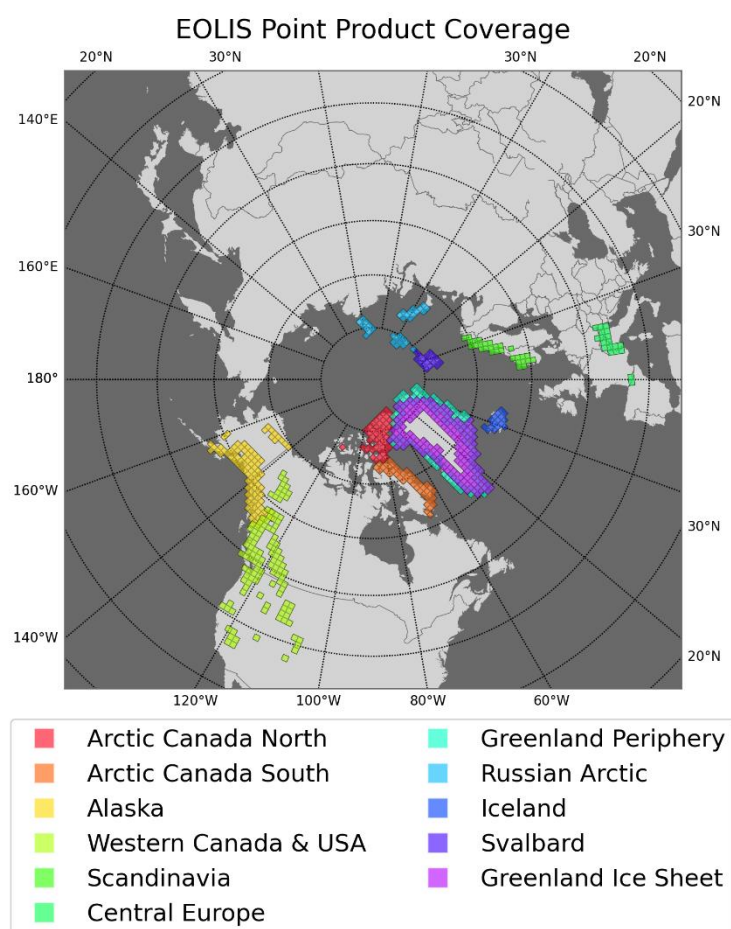 EOLIS Point Product Coverage
20°N 30°N 30°N 20°N
140°E 20°N
150°E
160°E 30°N
180°
160°W 30°N
140°W 20°N
120°W 100°W 80°W 60°W
Arctic Canada North
Arctic Canada South
Alaska
Western Canada & USA
Scandinavia
Central Europe
Greenland Periphery
Russian Arctic
Iceland
Svalbard
Greenland Ice Sheet